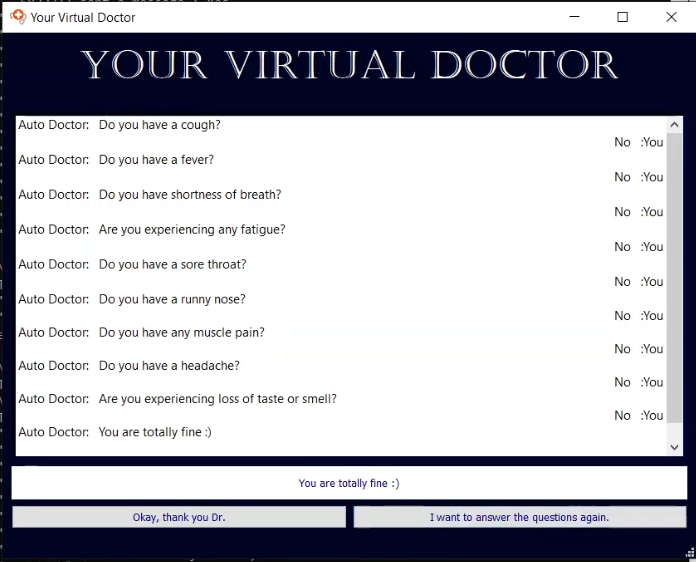 Your Virtual Doctor
YOUR VIRTUAL DOCTOR
Auto Doctor: Do you have a cough?
No :You
Auto Doctor: Do you have a fever?
No :You
Auto Doctor: Do you have shortness of breath?
No :You
Auto Doctor: Are you experiencing any fatigue?
No :You
Auto Doctor: Do you have a sore throat?
No :You
Auto Doctor: Do you have a runny nose?
No :You
Auto Doctor: Do you have any muscle pain?
No :You
Auto Doctor: Do you have a headache?
No :You
Auto Doctor: Are you experiencing loss of taste or smell?
No :You
Auto Doctor: You are totally fine :)
You are totally fine :)
Okay, thank you Dr.
I want to answer the questions again.